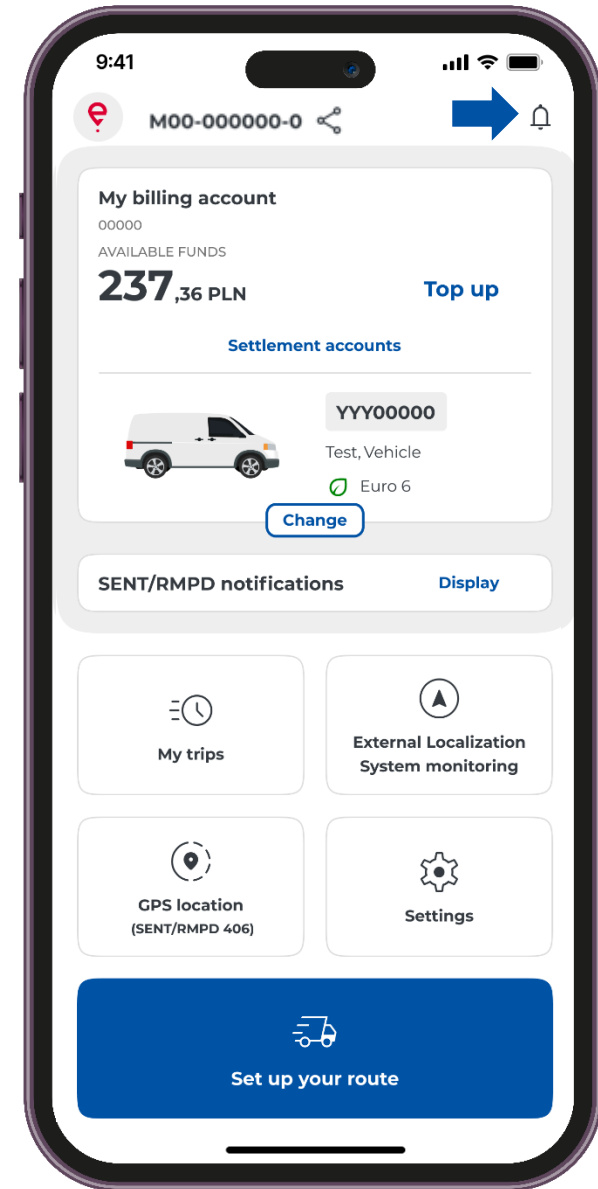 9:41
M00-000000-0
My billing account
00000
AVAILABLE FUNDS
237,36 PLN
Top up
Settlement accounts
YYY00000
Test, Vehicle
Euro 6
Change
SENT/RMPD notifications
Display
My trips
External Localization
System monitoring
GPS location
(SENT/RMPD 406)
Settings
Set up your route